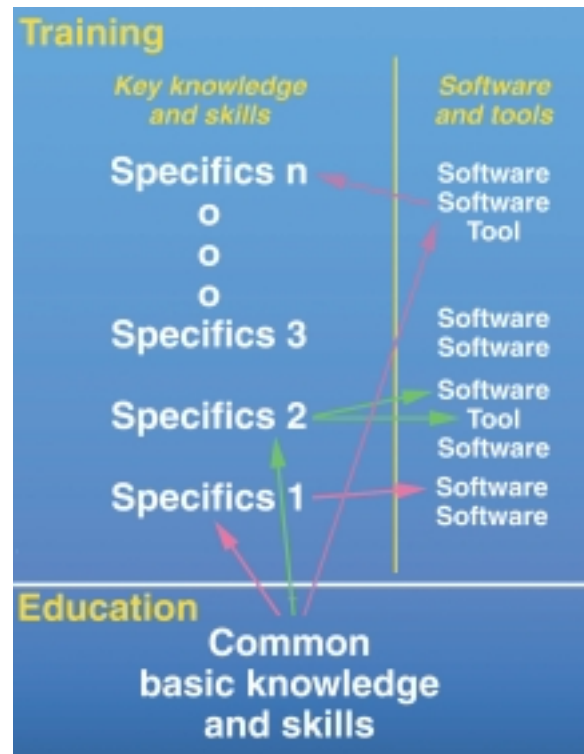 Training
Key knowledge
and skills
Software
and tools
Specifics n
o
o
o
Specifics 3
Specifics 2
Specifics 1
Software
Software
Tool
Software
Software
Software
Tool
Software
Software
Software
Education
Common
basic knowledge
and skills